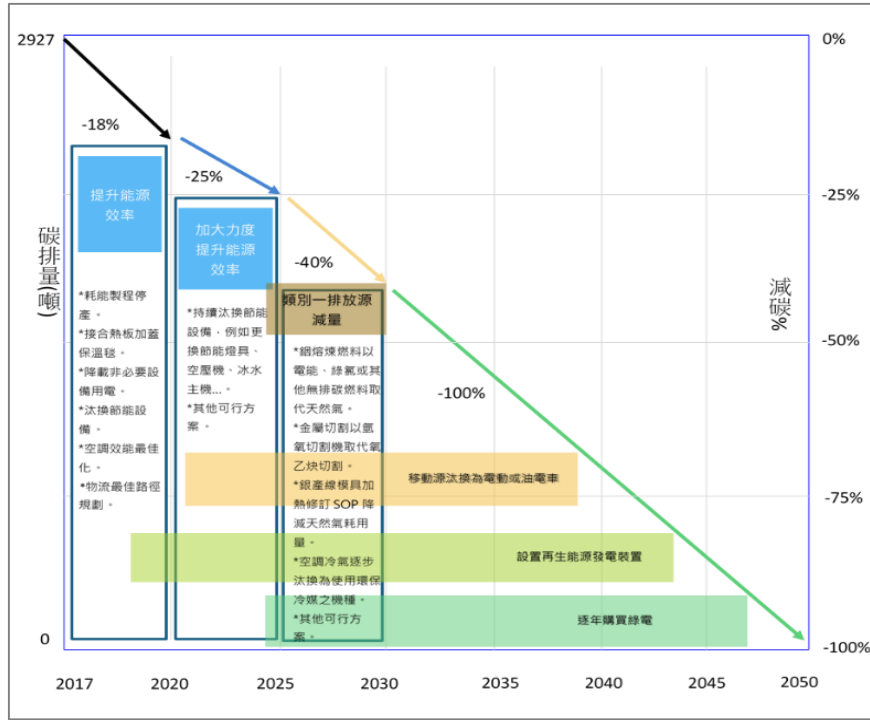 2927
0%
-18%
-25%
-25%
-40%
提升能源
效率
加大力度
提升能源
效率
類別一排放源
減量
碳排量(噸)
減碳%
*耗能製程停
產。
*接合熱板加蓋
保溫毯。
*降載非必要設
備用電。
*汰換節能設
備。
*空調效能最佳
化。
*物流最佳路徑
規劃。
*持續汰換節能
設備，例如更
換節能燈具、
空壓機、冰水
主機...。
*其他可行方
案。
*銦熔煉燃料以
電能、綠氫或其
他無排碳燃料取
代天然氣。
*金屬切割以氫
氧切割機取代氧
乙炔切割。
*銀產線模具加
熱修訂 SOP 降
減天然氣耗用
量。
*空調冷氣逐步
汰換為使用環保
冷媒之機種。
*其他可行方
案。
-50%
-100%
移動源汰換為電動或油電車
-75%
設置再生能源發電裝置
逐年購買綠電
0
-100%
2017
2020
2025
2030
2035
2040
2045
2050